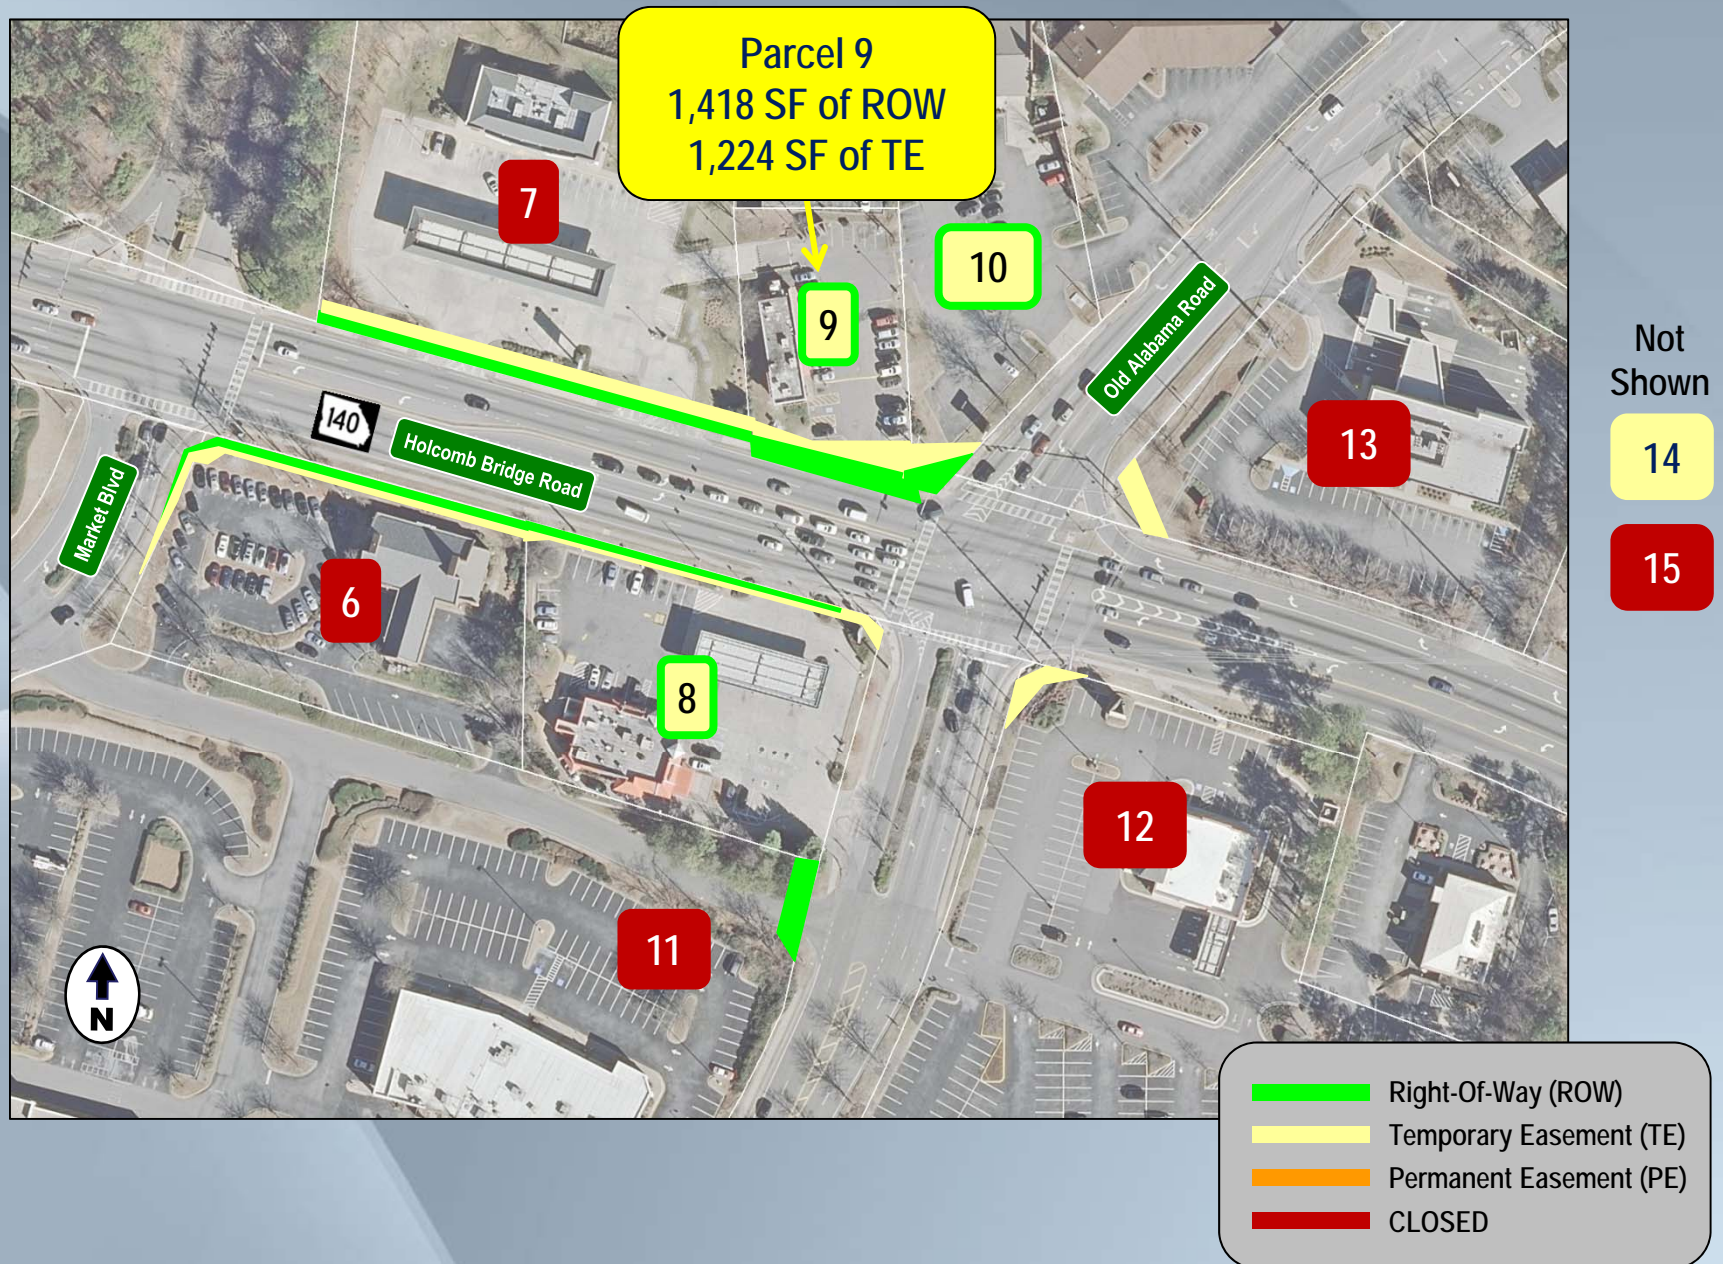 Parcel 9
1,418 SF of ROW
1,224 SF of TE
7
10
9
Old Alabama Road
Not
Shown
14
15
13
140
Holcomb Bridge Road
Market Blvd
6
8
12
11
N
Right-Of-Way (ROW)
Temporary Easement (TE)
Permanent Easement (PE)
CLOSED